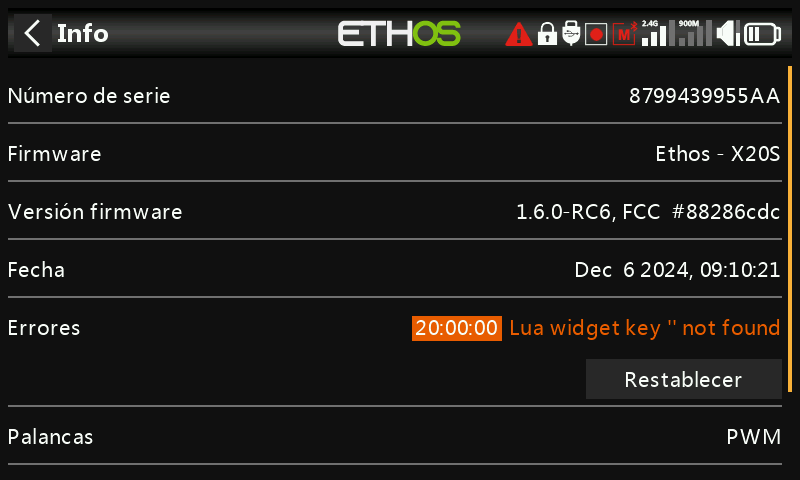 Info ETHOS 2.4G 900M
M
Número de serie 8799439955AA
Firmware Ethos - X20S
Versión firmware 1.6.0-RC6, FCC #88286cdc
Fecha Dec 6 2024, 09:10:21
Errores 20:00:00 Lua widget key '' not found
Restablecer
Palancas PWM